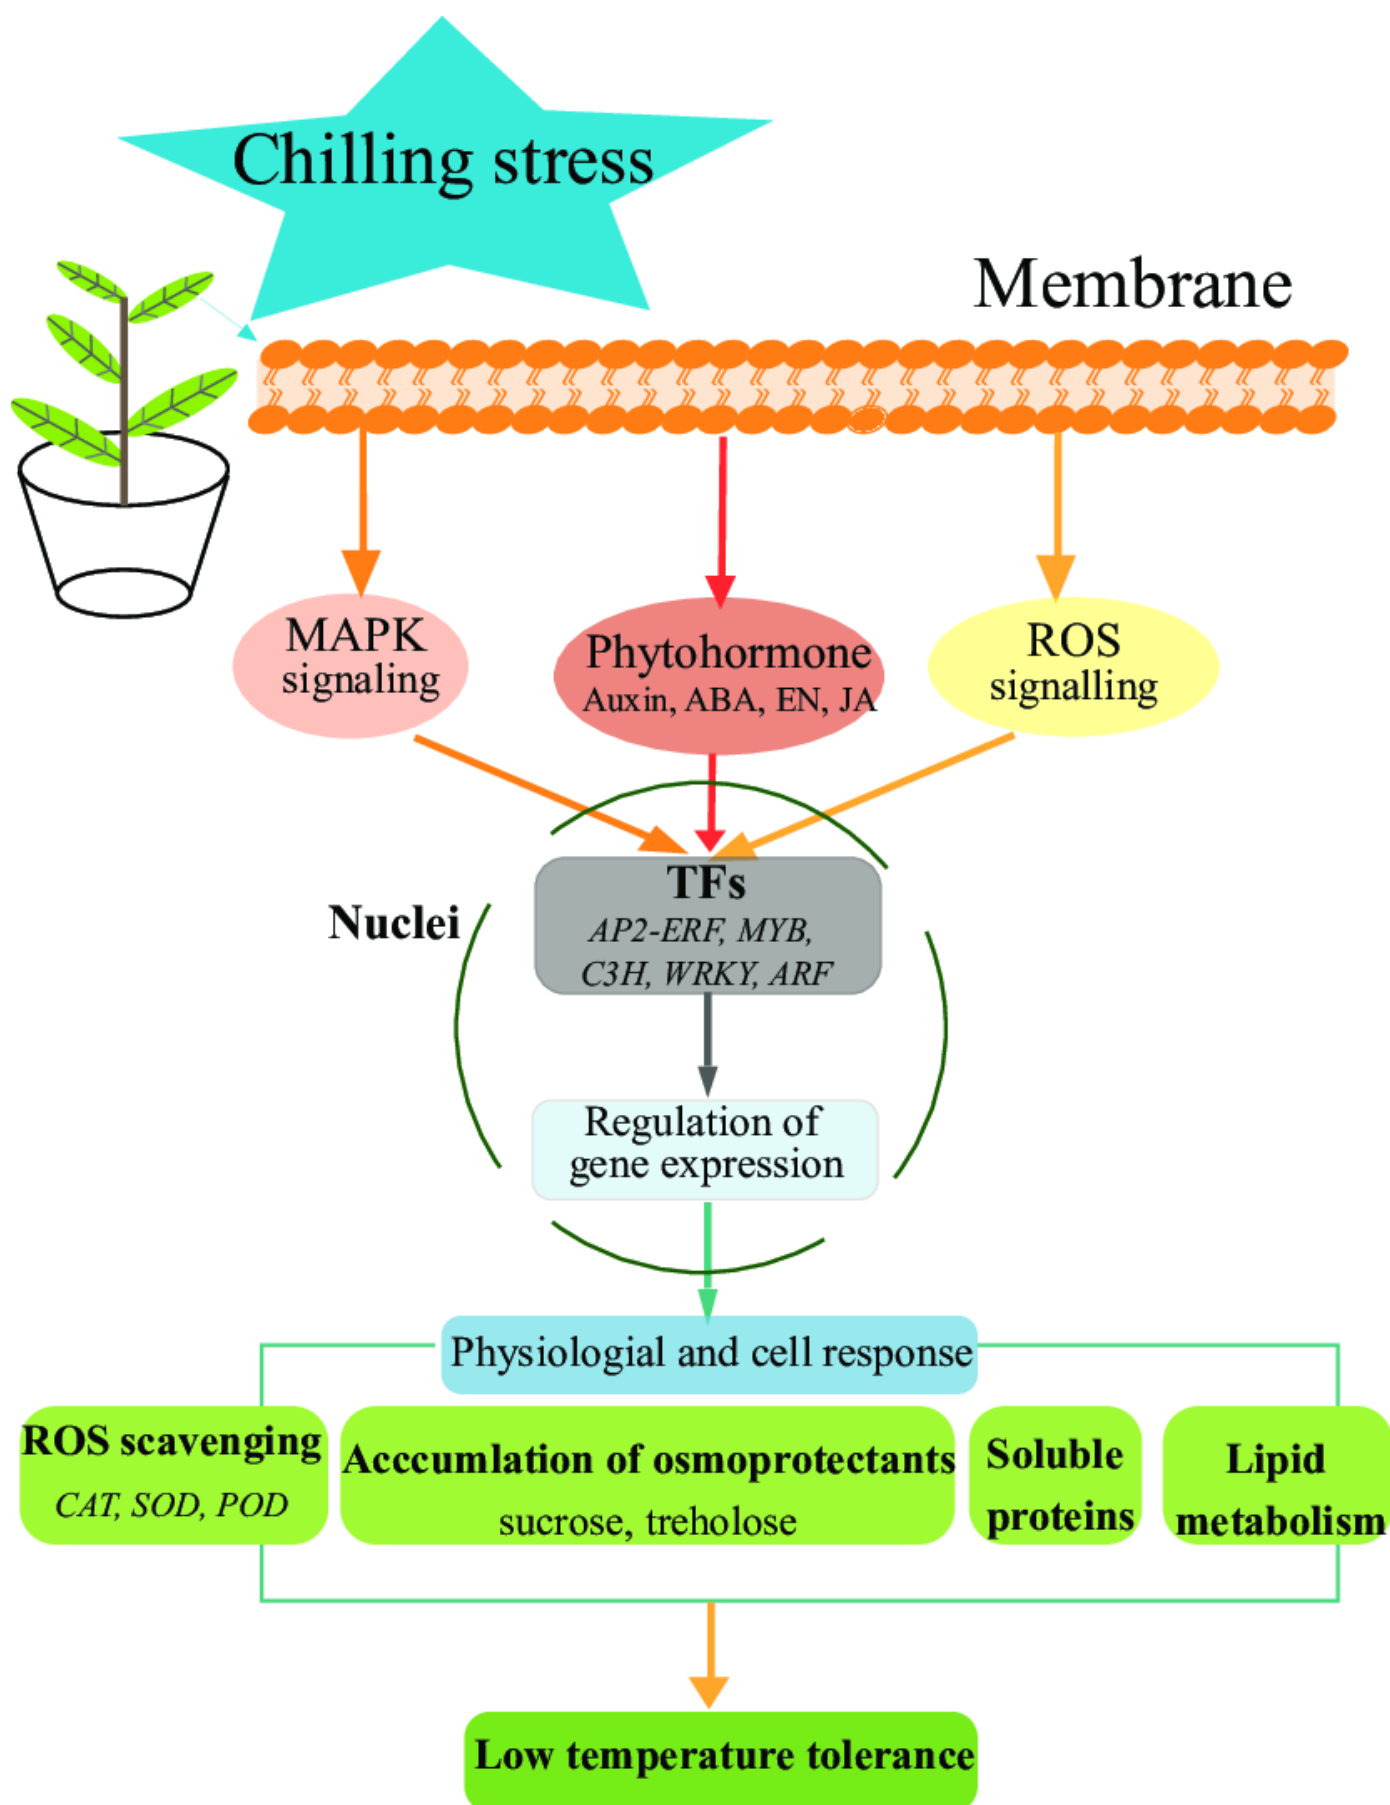 Chilling stress
Membrane
MAPK
signaling
Phytohormone
Auxin, ABA, EN, JA
ROS
signalling
Nuclei
TFs
AP2-ERF, MYB,
C3H, WRKY, ARF
Regulation of
gene expression
Physiologial and cell response
ROS scavenging
CAT, SOD, POD
Acccumlation of osmoprotectants
sucrose, treholose
Soluble
proteins
Lipid
metabolism
Low temperature tolerance